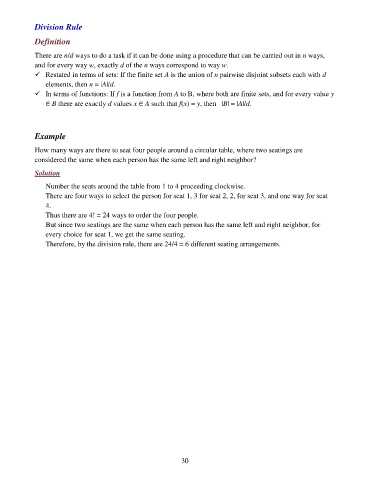 Division Rule
Definition
There are n/d ways to do a task if it can be done using a procedure that can be carried out in n ways,
and for every way w, exactly d of the n ways correspond to way w.
✓ Restated in terms of sets: If the finite set A is the union of n pairwise disjoint subsets each with d
elements, then n = |A|/d.
✓ In terms of functions: If f is a function from A to B, where both are finite sets, and for every value y
∈ B there are exactly d values x ∈ A such that f(x) = y, then |B| = |A|/d.
Example
How many ways are there to seat four people around a circular table, where two seatings are
considered the same when each person has the same left and right neighbor?
Solution
Number the seats around the table from 1 to 4 proceeding clockwise.
There are four ways to select the person for seat 1, 3 for seat 2, 2, for seat 3, and one way for seat
4.
Thus there are 4! = 24 ways to order the four people.
But since two seatings are the same when each person has the same left and right neighbor, for
every choice for seat 1, we get the same seating.
Therefore, by the division rule, there are 24/4 = 6 different seating arrangements.
30